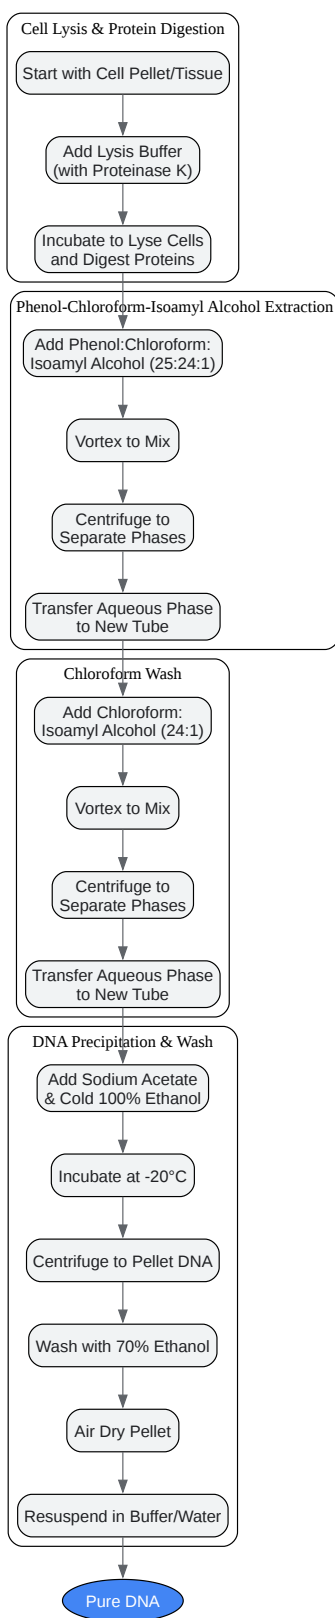 Cell Lysis & Protein Digestion
Start with Cell Pellet/Tissue
Add Lysis Buffer
(with Proteinase K)
Incubate to Lyse Cells
and Digest Proteins
Phenol-Chloroform-Isoamyl Alcohol Extraction
Add Phenol:Chloroform:
Isoamyl Alcohol (25:24:1)
Vortex to Mix
Centrifuge to
Separate Phases
Transfer Aqueous Phase
to New Tube
Chloroform Wash
Add Chloroform:
Isoamyl Alcohol (24:1)
Vortex to Mix
Centrifuge to
Separate Phases
Transfer Aqueous Phase
to New Tube
DNA Precipitation & Wash
Add Sodium Acetate
& Cold 100% Ethanol
Incubate at -20°C
Centrifuge to Pellet DNA
Wash with 70% Ethanol
Air Dry Pellet
Resuspend in Buffer/Water
Pure DNA